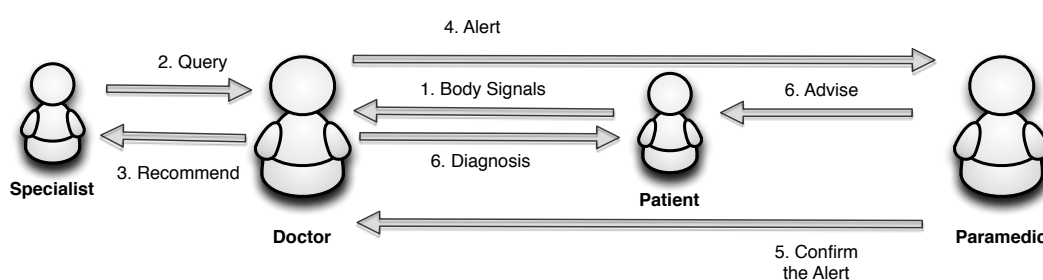 4. Alert
2. Query
1. Body Signals
6. Advise
3. Recommend
6. Diagnosis
Specialist
Patient
Doctor
Paramedic
5. Confirm
the Alert